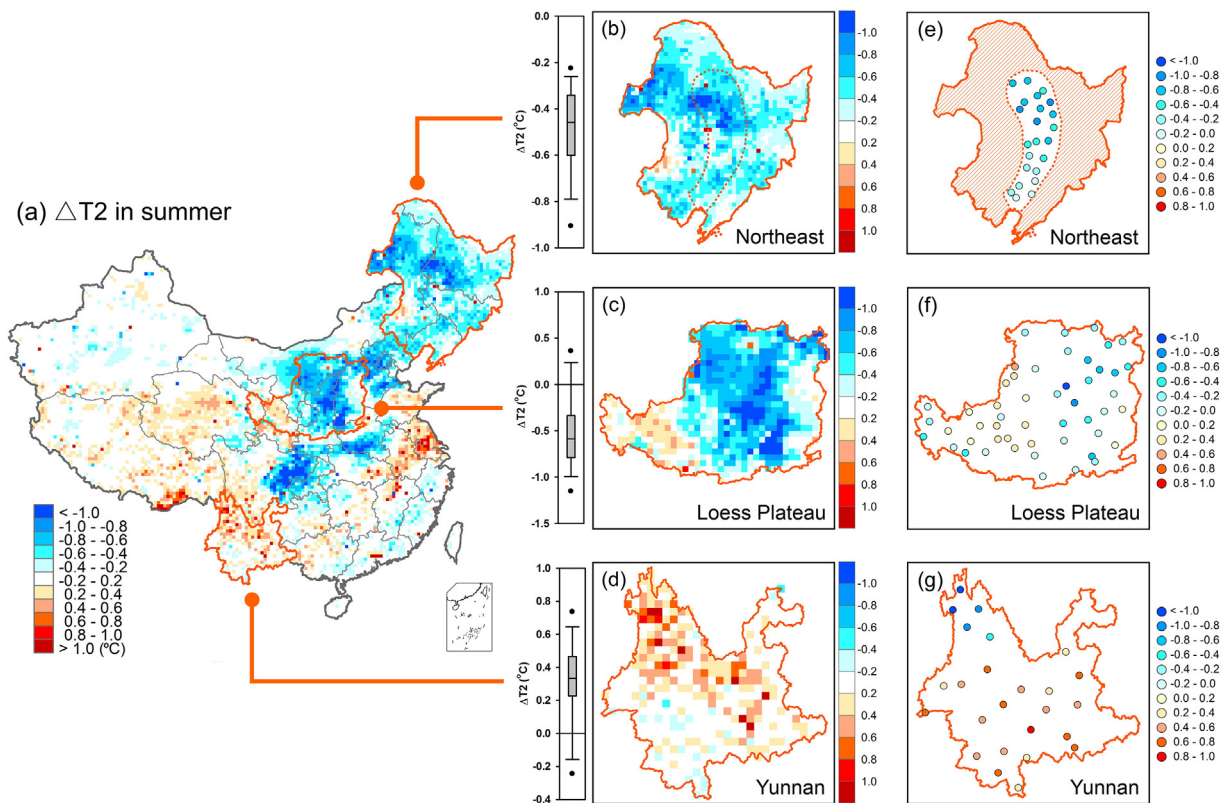 (a) △T2 in summer
< -1.0
-1.0 - -0.8
-0.8 - -0.6
-0.6 - -0.4
-0.4 - -0.2
-0.2 - 0.2
0.2 - 0.4
0.4 - 0.6
0.6 - 0.8
0.8 - 1.0
> 1.0 (ºC)
0.0
-0.2
-0.4
-0.6
-0.8
-1.0
ΔT2 (°C)
(b)
Northeast
-1.0
-0.8
-0.6
-0.4
-0.2
0.2
0.4
0.6
0.8
1.0
(e)
Northeast
< -1.0
-1.0 - -0.8
-0.8 - -0.6
-0.6 - -0.4
-0.4 - -0.2
-0.2 - 0.0
0.0 - 0.2
0.2 - 0.4
0.4 - 0.6
0.6 - 0.8
0.8 - 1.0
1.0
0.5
0.0
-0.5
-1.0
-1.5
ΔT2 (°C)
(c)
Loess Plateau
-1.0
-0.8
-0.6
-0.4
-0.2
0.2
0.4
0.6
0.8
1.0
(f)
Loess Plateau
<-1.0
-1.0 - -0.8
-0.8 - -0.6
-0.6 - -0.4
-0.4 - -0.2
-0.2 - 0.0
0.0 - 0.2
0.2 - 0.4
0.4 - 0.6
0.6 - 0.8
0.8 - 1.0
1.0
0.8
0.6
0.4
0.2
0.0
-0.2
-0.4
ΔT2 (°C)
(d)
Yunnan
-1.0
-0.8
-0.6
-0.4
-0.2
0.2
0.4
0.6
0.8
1.0
(g)
Yunnan
<-1.0
-1.0 - -0.8
-0.8 - -0.6
-0.6 - -0.4
-0.4 - -0.2
-0.2 - 0.0
0.0 - 0.2
0.2 - 0.4
0.4 - 0.6
0.6 - 0.8
0.8 - 1.0